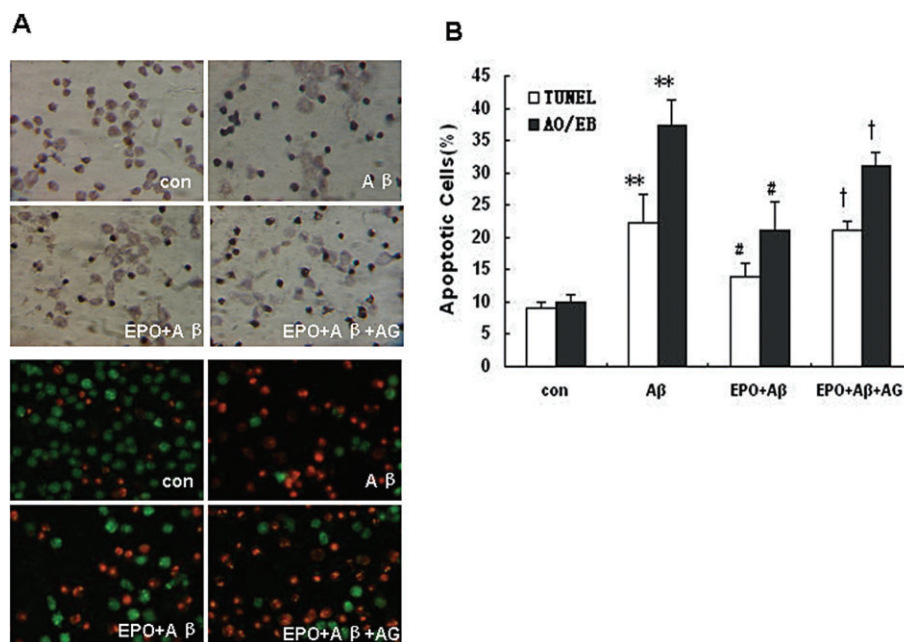 A
con
A β
EPO+A β
EPO+A β+AG
con
A β
EPO+A β
EPO+A β+AG
B
Apoptotic Cells(%)
45
40
35
30
25
20
15
10
5
0
TUNEL
AO/EB
**
**
#
#
†
†
con
Aβ
EPO+Aβ
EPO+Aβ+AG